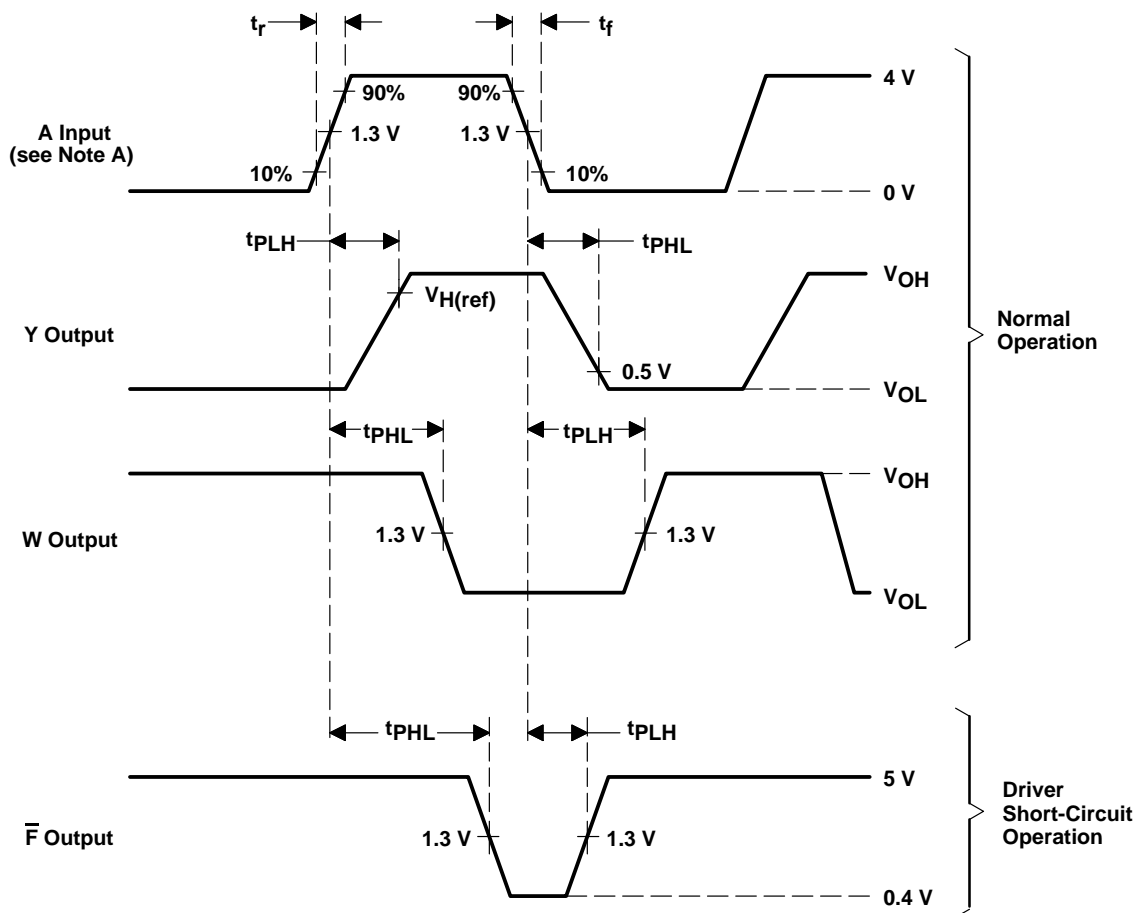 tr
tf
4 V
90%
90%
A Input
(see Note A)
1.3 V
1.3 V
10%
10%
0 V
tPLH
tPHL
VOH
VH(ref)
Y Output
Normal
Operation
0.5 V
VOL
tPHL
tPLH
VOH
W Output
1.3 V
1.3 V
VOL
tPHL
tPLH
5 V
F̅ Output
1.3 V
1.3 V
Driver
Short-Circuit
Operation
0.4 V